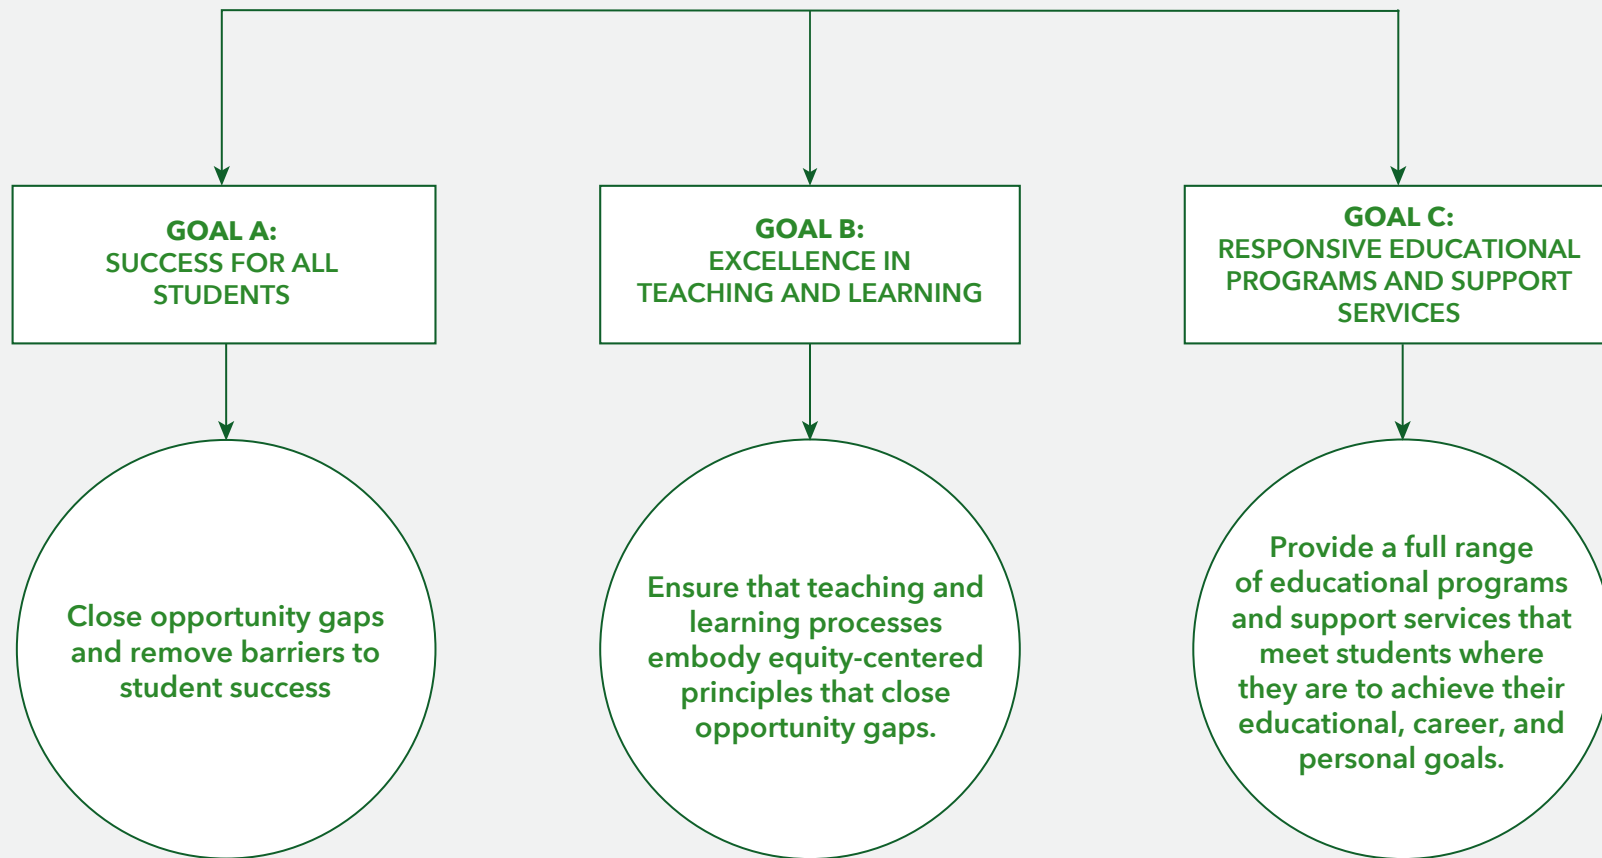 GOAL A:
SUCCESS FOR ALL
STUDENTS
GOAL B:
EXCELLENCE IN
TEACHING AND LEARNING
GOAL C:
RESPONSIVE EDUCATIONAL
PROGRAMS AND SUPPORT
SERVICES
Close opportunity gaps
and remove barriers to
student success
Ensure that teaching and
learning processes
embody equity-centered
principles that close
opportunity gaps.
Provide a full range
of educational programs
and support services that
meet students where
they are to achieve their
educational, career, and
personal goals.